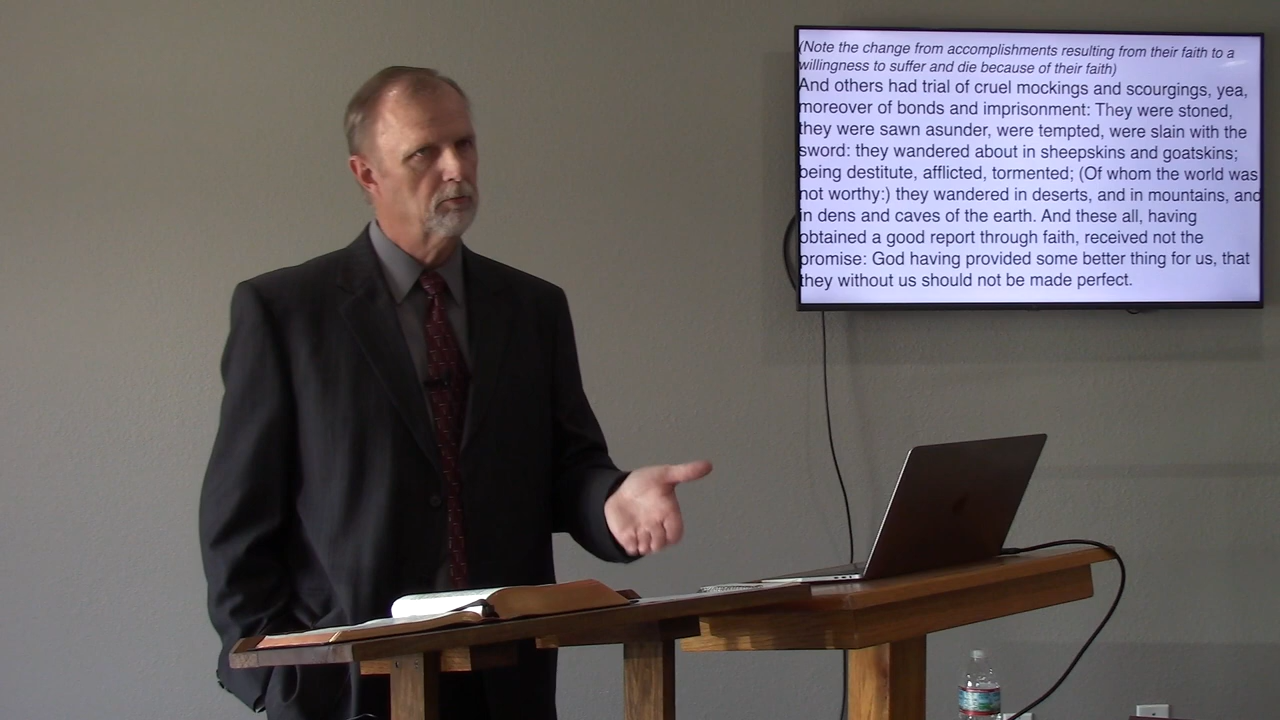 (Note the change from accomplishments resulting from their faith to a
willingness to suffer and die because of their faith)
And others had trial of cruel mockings and scourgings, yea,
moreover of bonds and imprisonment: They were stoned,
they were sawn asunder, were tempted, were slain with the
sword: they wandered about in sheepskins and goatskins;
being destitute, afflicted, tormented; (Of whom the world was
not worthy:) they wandered in deserts, and in mountains, and
in dens and caves of the earth. And these all, having
obtained a good report through faith, received not the
promise: God having provided some better thing for us, that
they without us should not be made perfect.